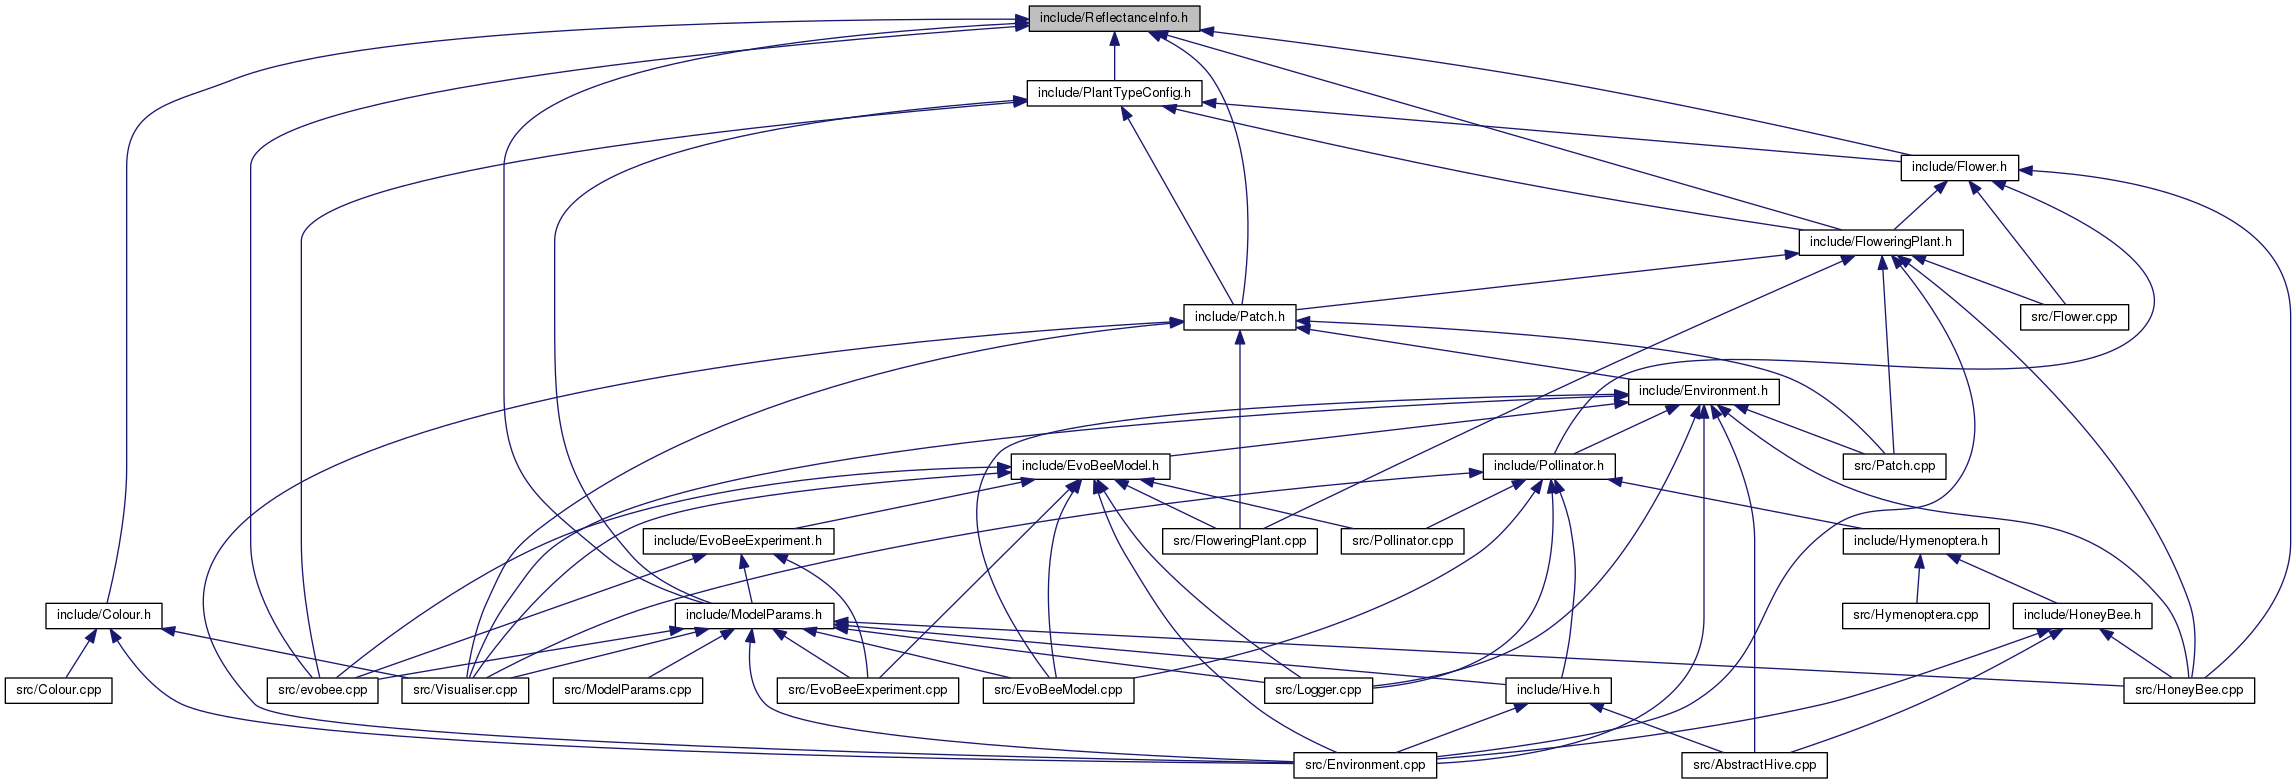 include/ReflectanceInfo.h
include/PlantTypeConfig.h
include/Flower.h
include/FloweringPlant.h
include/Patch.h
src/Flower.cpp
include/Environment.h
include/EvoBeeModel.h
include/Pollinator.h
src/Patch.cpp
include/EvoBeeExperiment.h
src/FloweringPlant.cpp
src/Pollinator.cpp
include/Hymenoptera.h
include/Colour.h
include/ModelParams.h
src/Hymenoptera.cpp
include/HoneyBee.h
src/Colour.cpp
src/evobee.cpp
src/Visualiser.cpp
src/ModelParams.cpp
src/EvoBeeExperiment.cpp
src/EvoBeeModel.cpp
src/Logger.cpp
include/Hive.h
src/HoneyBee.cpp
src/Environment.cpp
src/AbstractHive.cpp